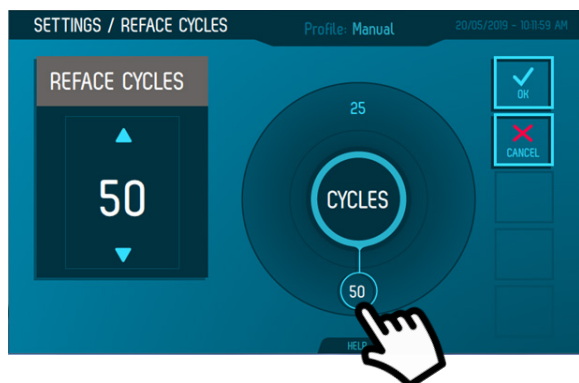 SETTINGS / REFACE CYCLES
Profile: Manual
20/05/2019 - 10:11:59 AM
REFACE CYCLES
50
25
CYCLES
50
OK
CANCEL
HELP